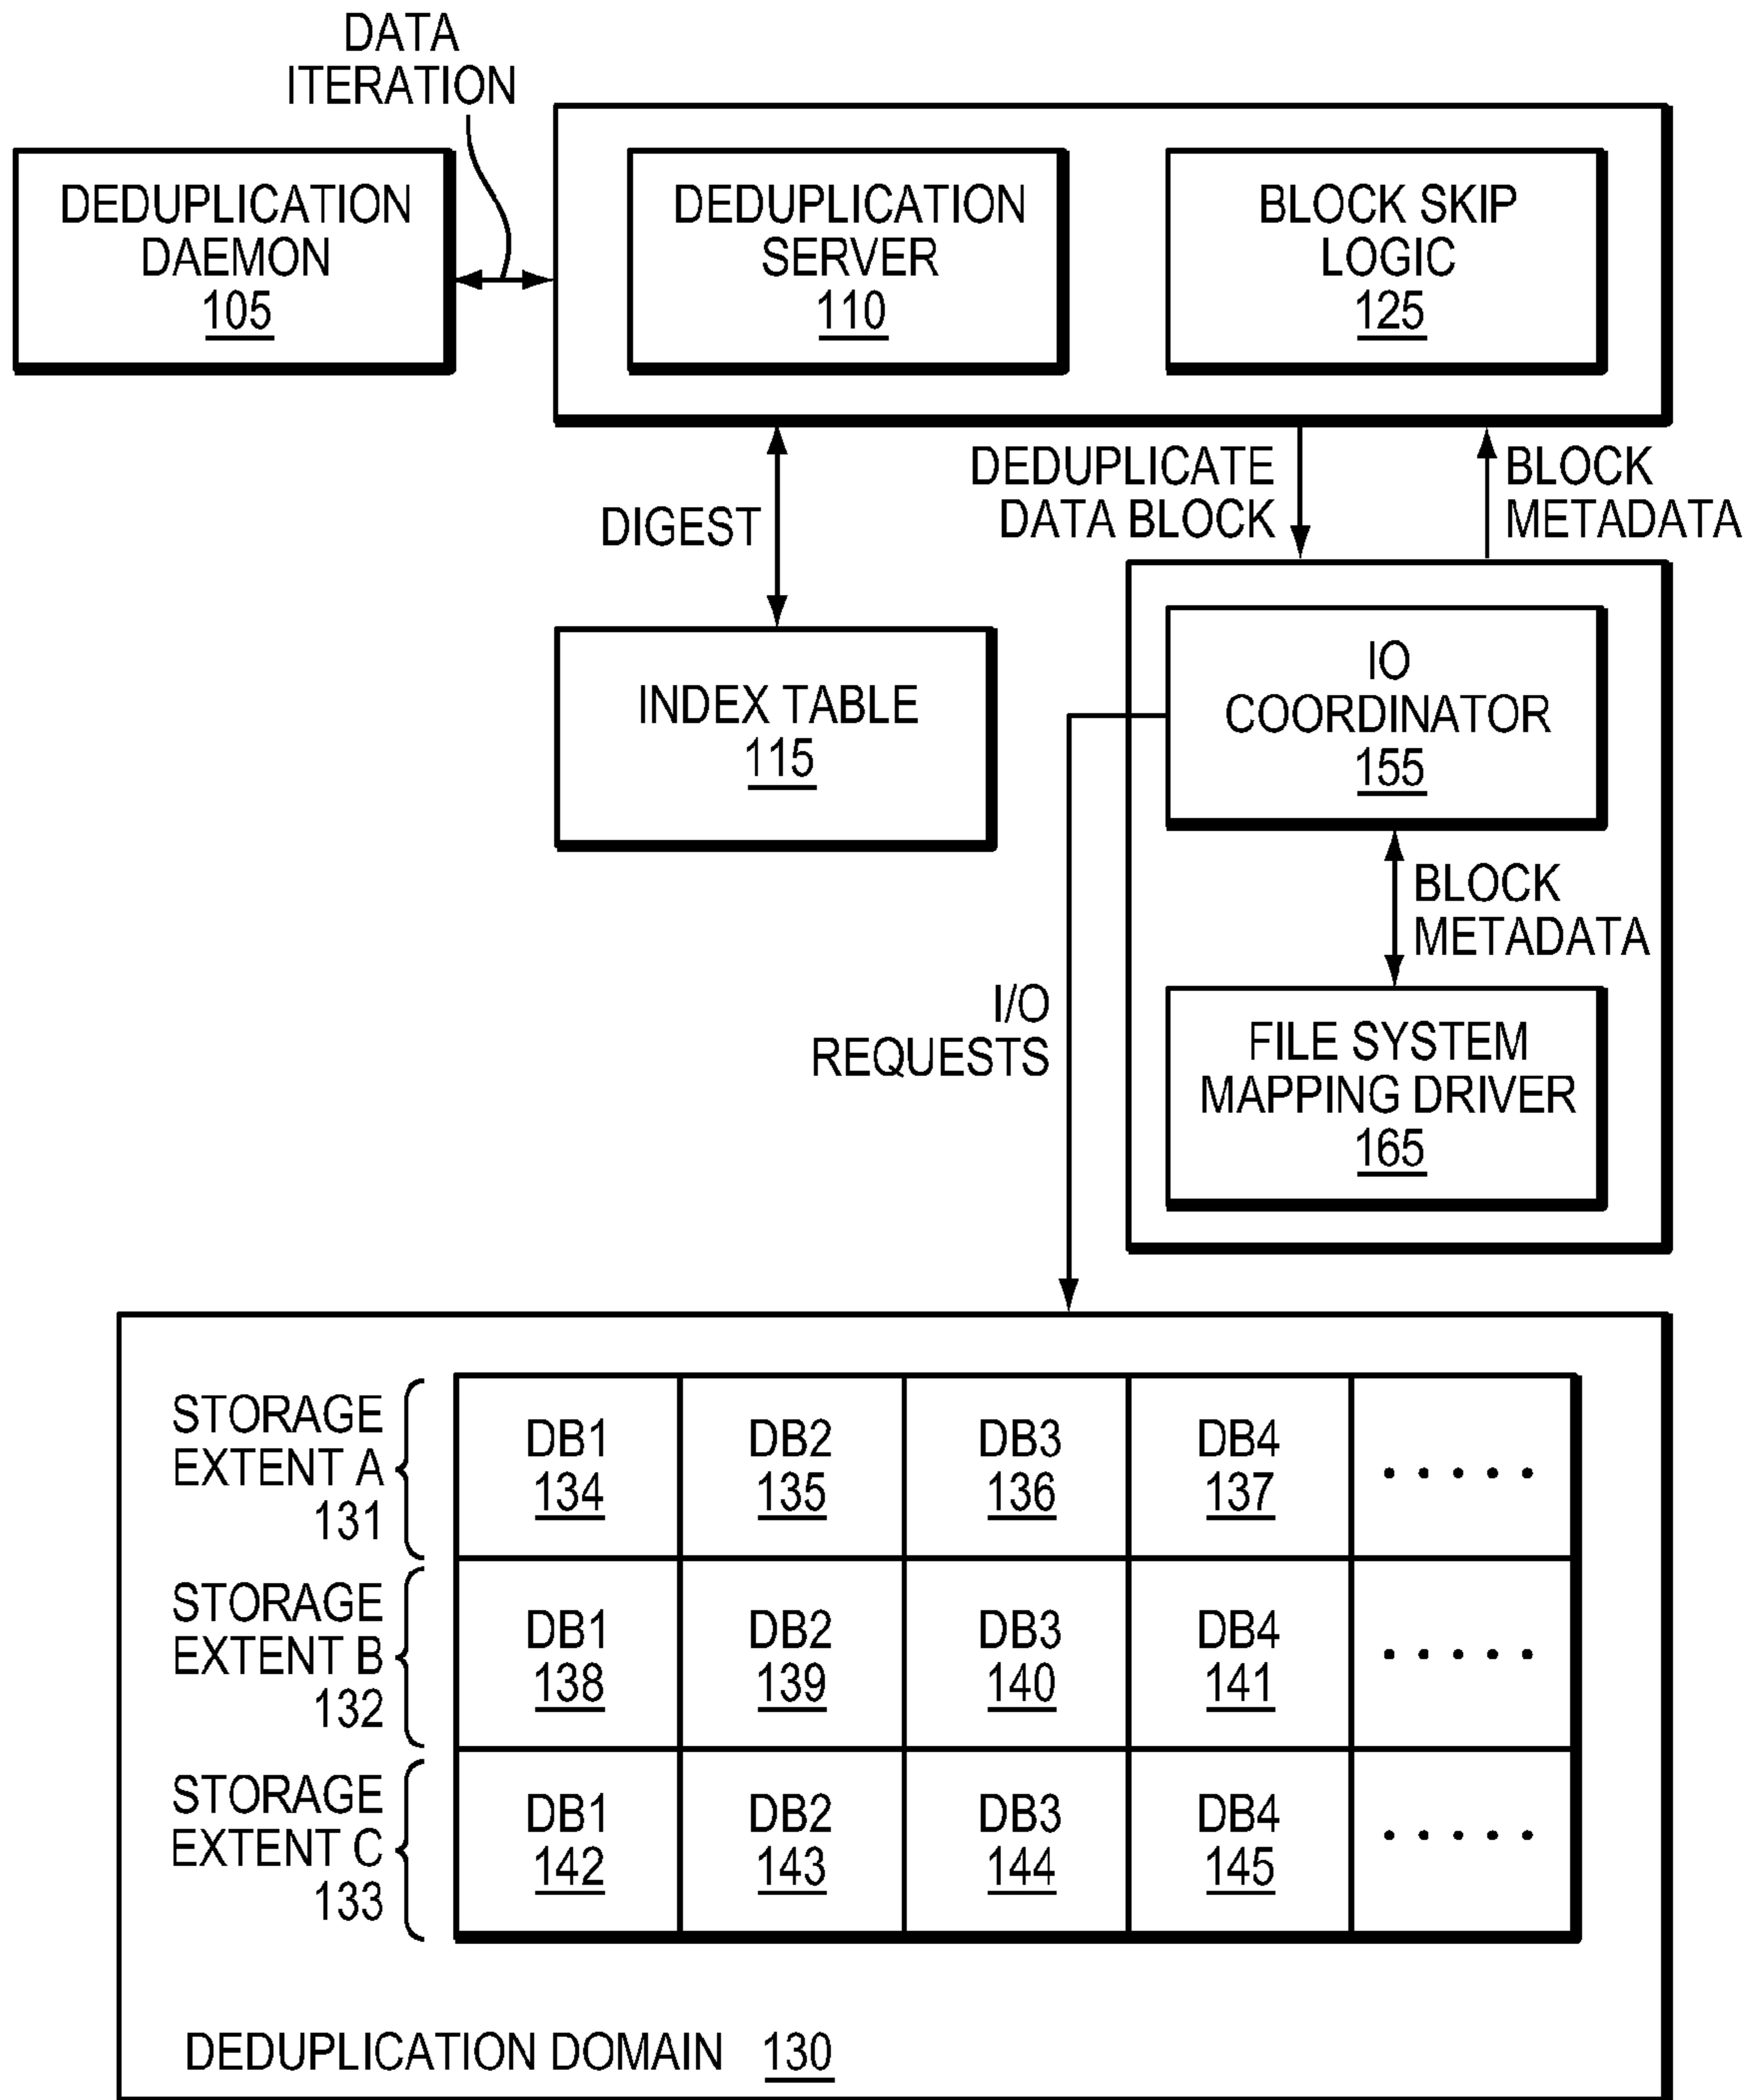 DATA
ITERATION
DEDUPLICATION
DAEMON
105
DEDUPLICATION
SERVER
110
BLOCK SKIP
LOGIC
125
DIGEST
DEDUPLICATE
DATA BLOCK
BLOCK
METADATA
INDEX TABLE
115
IO
COORDINATOR
155
BLOCK
METADATA
I/O
REQUESTS
FILE SYSTEM
MAPPING DRIVER
165
STORAGE
EXTENT A
131
DB1
134
DB2
135
DB3
136
DB4
137
.....
STORAGE
EXTENT B
132
DB1
138
DB2
139
DB3
140
DB4
141
.....
STORAGE
EXTENT C
133
DB1
142
DB2
143
DB3
144
DB4
145
.....
DEDUPLICATION DOMAIN 130